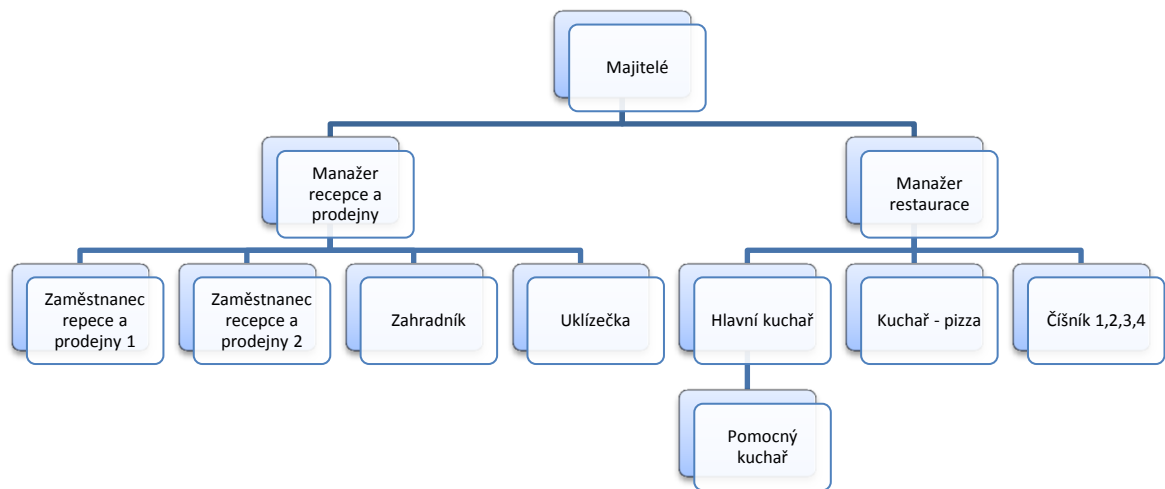 Majitelé
Manažer
recepce a
prodejny
Manažer
restaurace
Zaměstnanec
repece a
prodejny 1
Zaměstnanec
recepce a
prodejny 2
Zahradník
Uklízečka
Hlavní kuchař
Kuchař - pizza
Číšník 1,2,3,4
Pomocný
kuchař